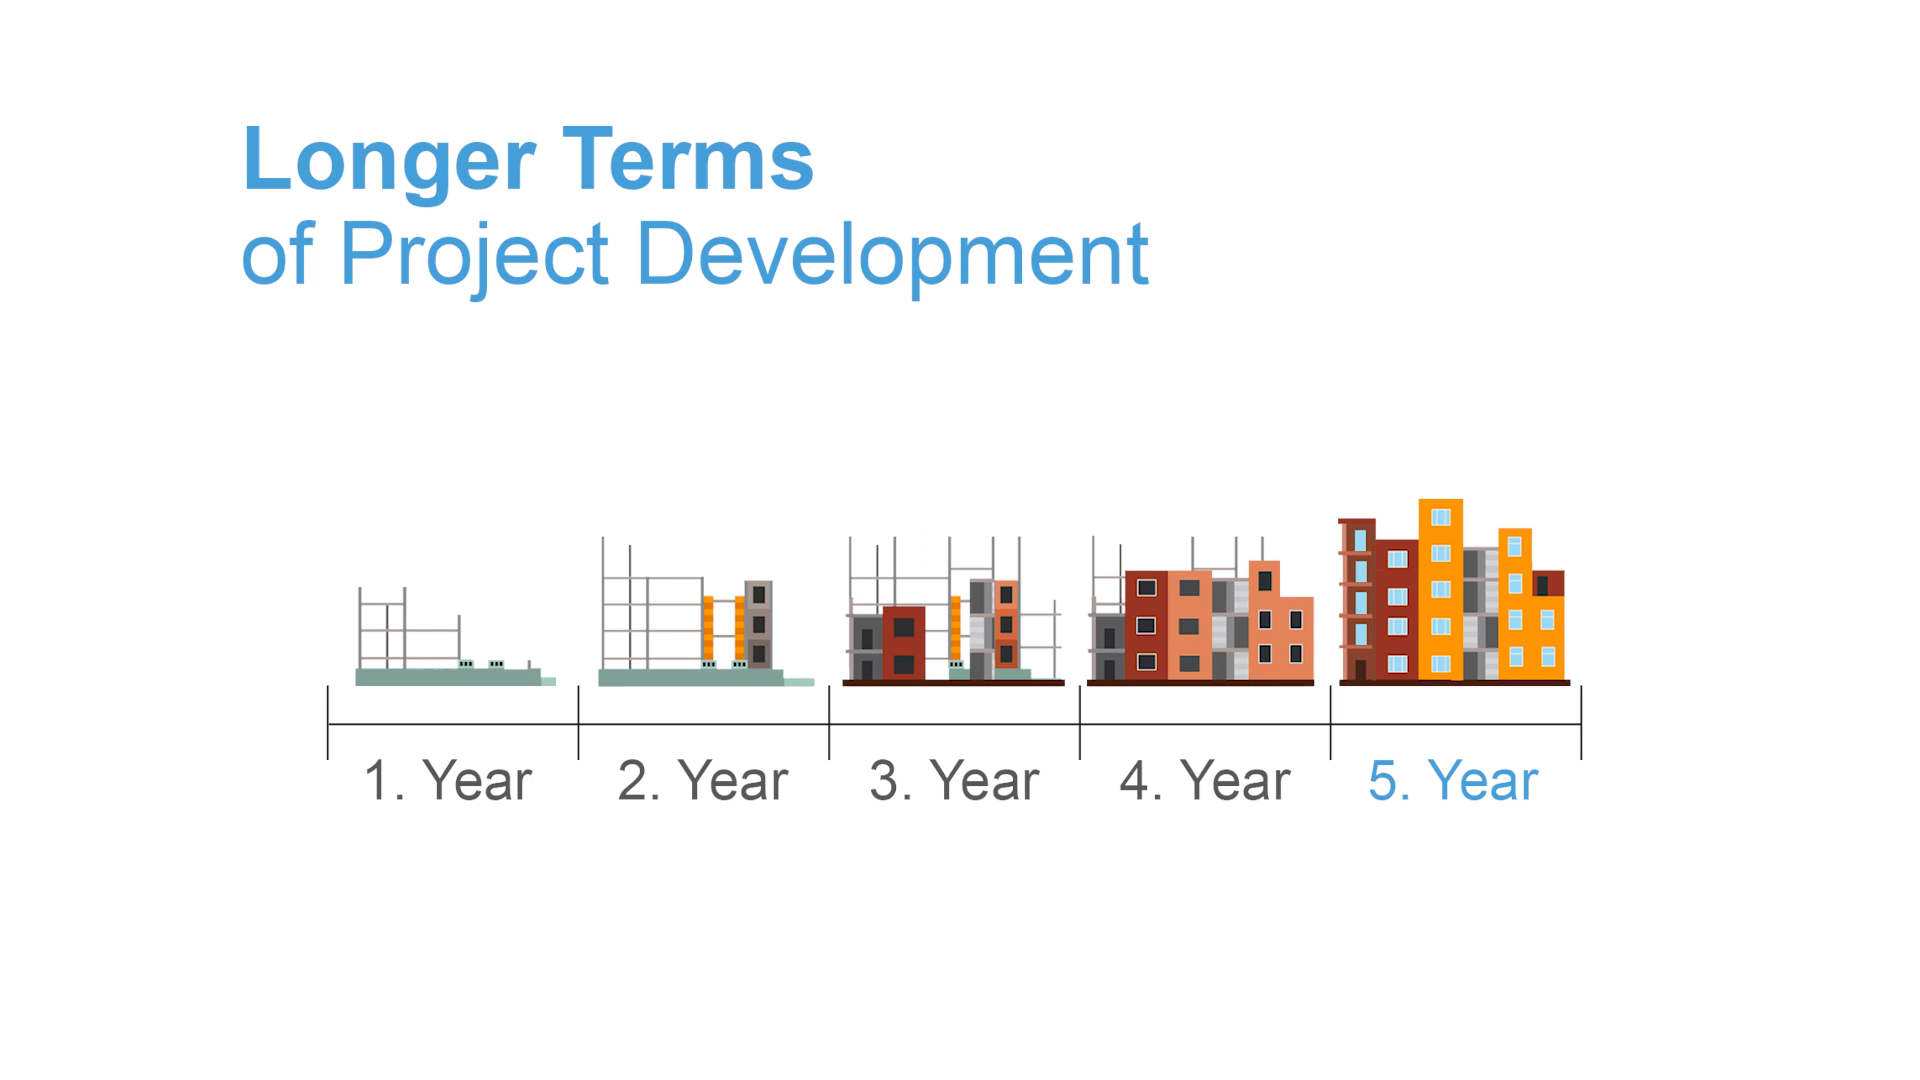 Longer Terms
of Project Development
1. Year
2. Year
3. Year
4. Year
5. Year